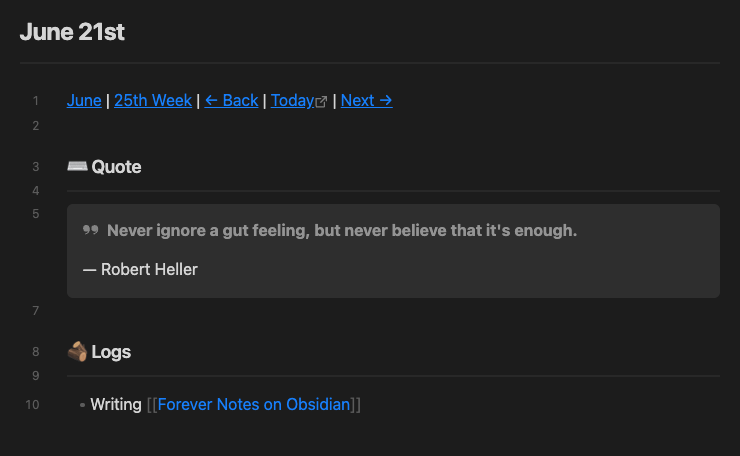 June 21st
1 June | 25th Week | ← Back | Today | Next →
2
3 ⌨️ Quote
4
5 Never ignore a gut feeling, but never believe that it's enough.
— Robert Heller
7
8 🪵 Logs
9
10 • Writing [[Forever Notes on Obsidian]]